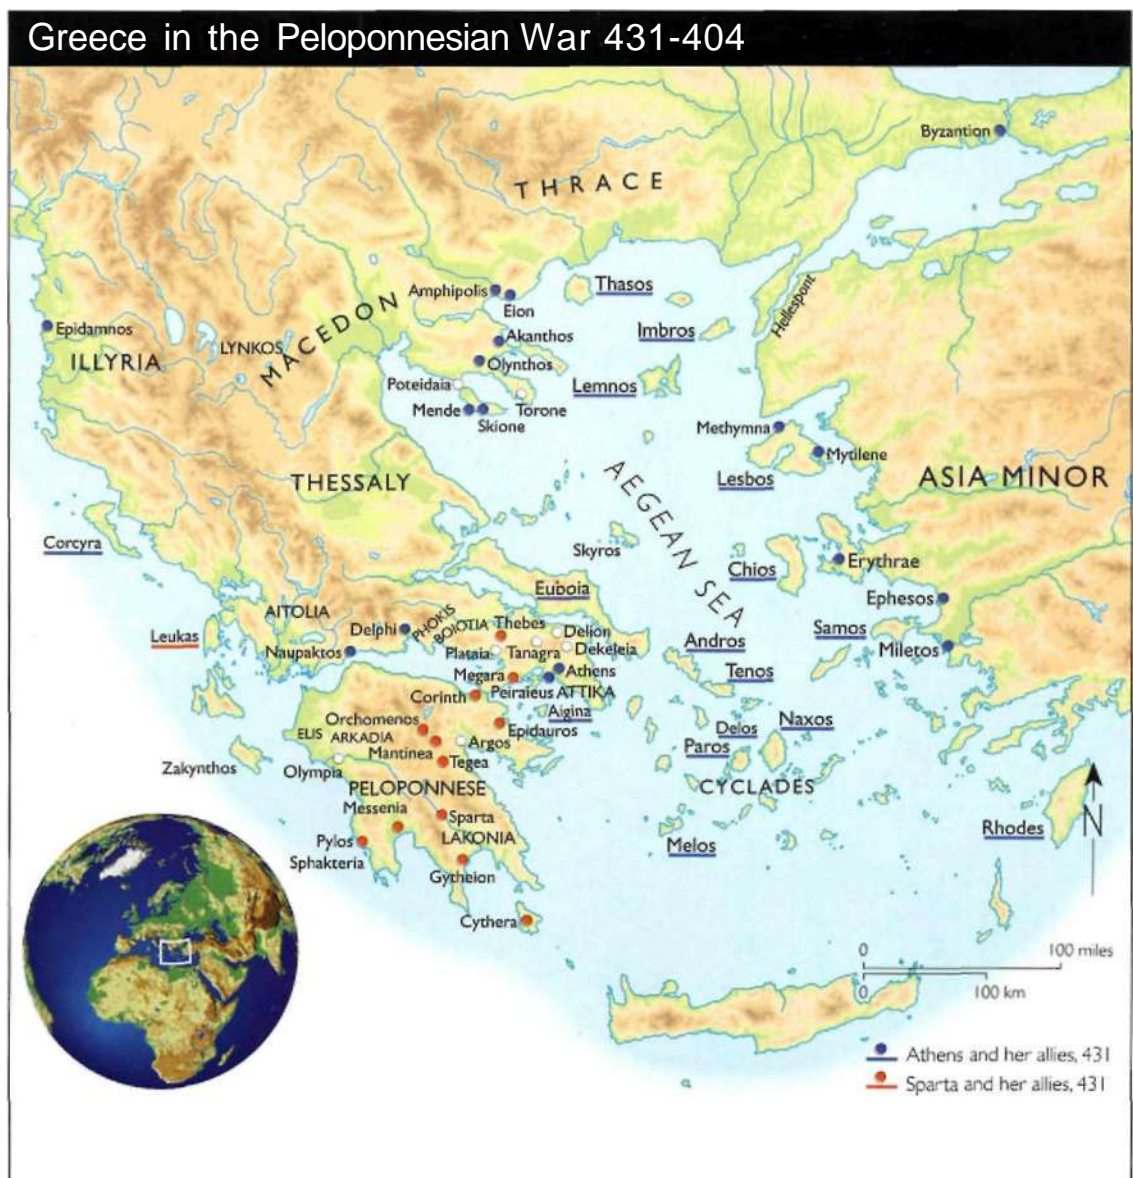 Greece in the Peloponnesian War 431-404
Byzantion
THRACE
Amphipolis
Eion
Thasos
Hellespont
Imbros
Epidamnos
ILLYRIA
LYNKOS
MACEDON
Akanthos
Olynthos
Poteidaia
Mende
Skione
Torone
Lemnos
Methymna
Mytilene
Lesbos
THESSALY
AEGEAN SEA
ASIA MINOR
Corcyra
Skyros
Chios
Erythrae
Euboia
Ephesos
AITOLIA
Leukas
Delphi
PHOKIS
BOIOTIA
Thebes
Delion
Naupaktos
Plataia
Tanagra
Dekeleia
Andros
Samos
Miletos
Megara
Athens
Tenos
Corinth
Peiraieus
ATTIKA
Aigina
Orchomenos
Epidauros
ELIS
ARKADIA
Argos
Delos
Naxos
Mantinea
Tegea
Paros
Zakynthos
Olympia
PELOPONNESE
CYCLADES
Messenia
Sparta
Pylos
LAKONIA
Sphakteria
Melos
Rhodes
N
Gytheion
Cythera
0 100 miles
0 100 km
Athens and her allies, 431
Sparta and her allies, 431